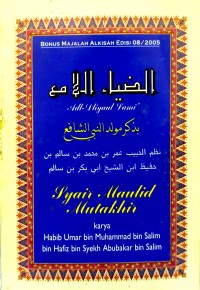 BONUS MAJALAH ALKISAH EDISI 08/2005
الضياء اللامع
Adh-Dhiyaul Lami'
بذكر مولد النبي الشافع
نظم الحبيب عمر بن محمد بن سالم بن
حفيظ ابن الشيخ ابي بكر بن سالم
Syair Maulid
Mutakhir
karya
Habib Umar bin Muhammad bin Salim
bin Hafiz bin Syekh Abubakar bin Salim